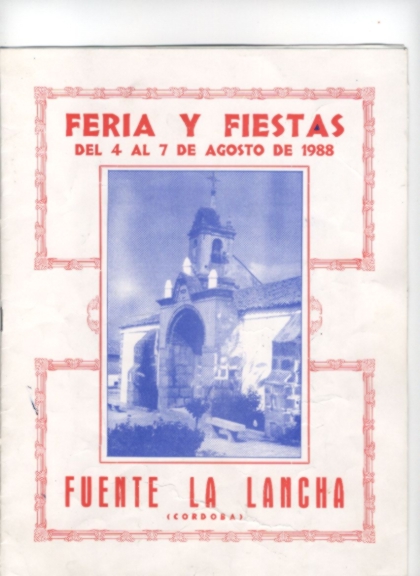 FERIA Y FIESTAS
DEL 4 AL 7 DE AGOSTO DE 1988
FUENTE LA LANCHA
(CORDOBA)